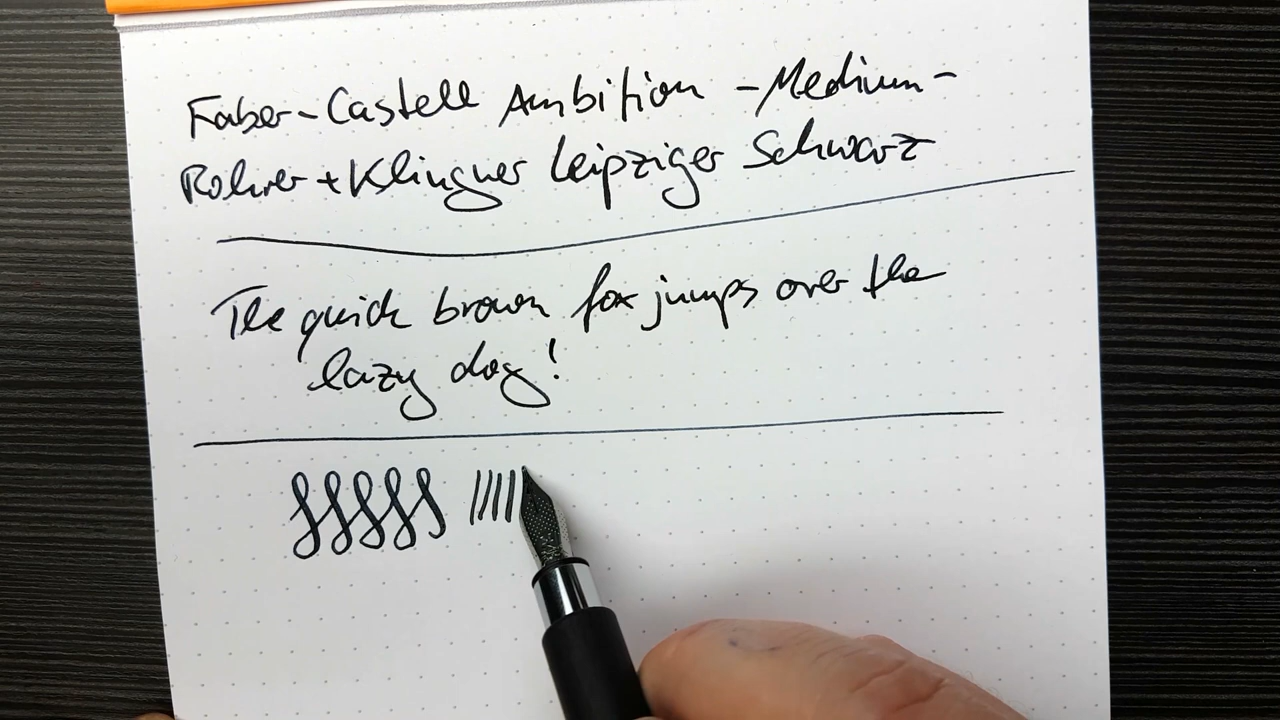 Faber-Castell Ambition -Medium-
Rohrer+Klingner Leipziger Schwarz
The quick brown fox jumps over the
lazy dog!